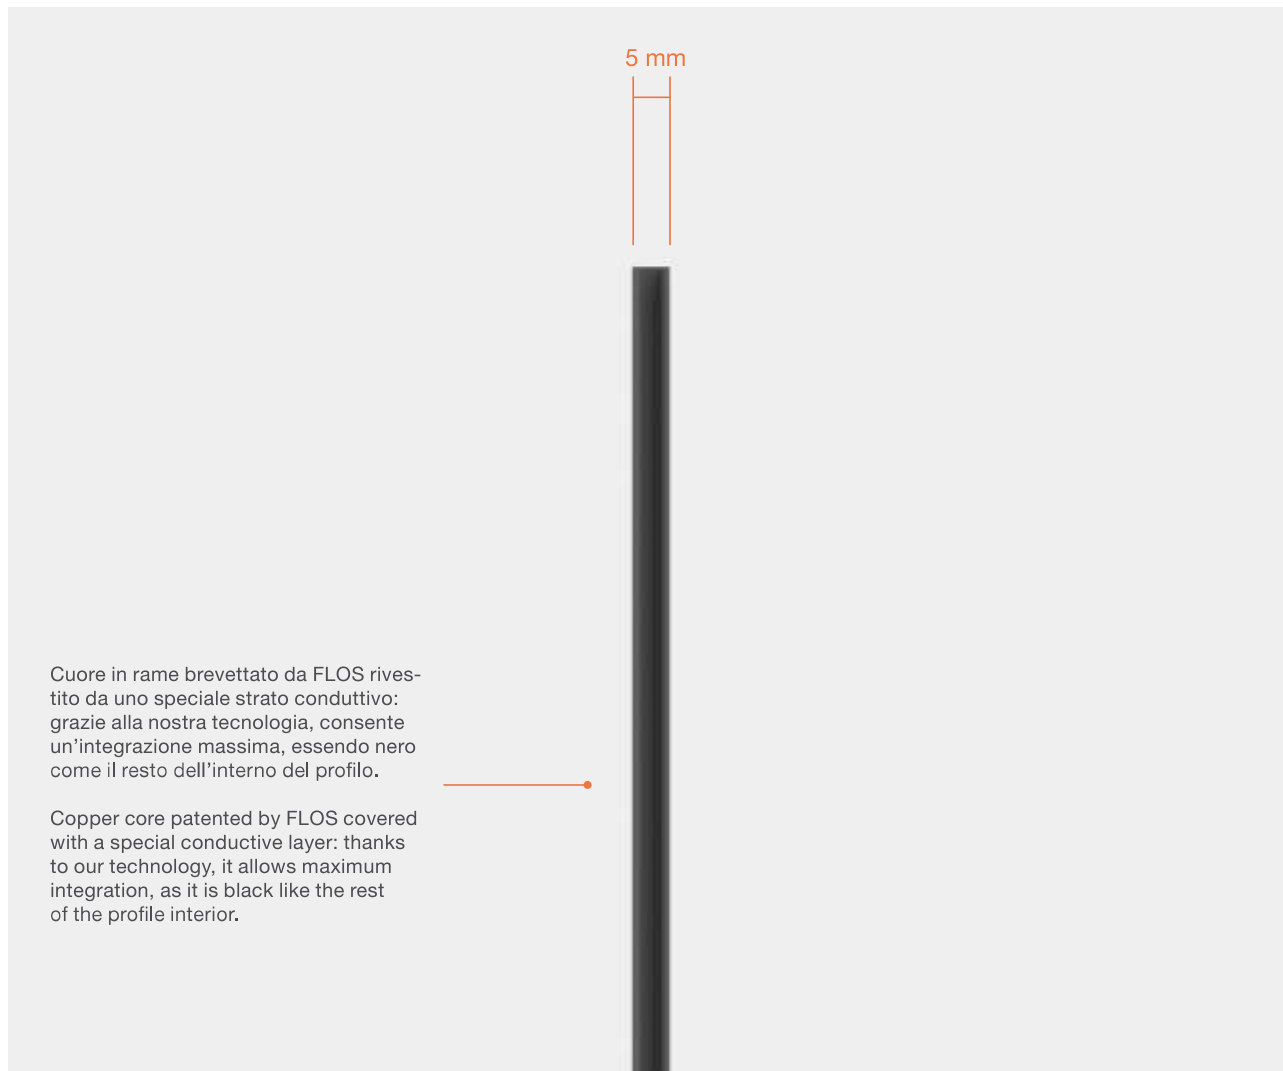 5 mm
Cuore in rame brevettato da FLOS rives-
tito da uno speciale strato conduttivo:
grazie alla nostra tecnologia, consente
un’integrazione massima, essendo nero
come il resto dell’interno del profilo.
Copper core patented by FLOS covered
with a special conductive layer: thanks
to our technology, it allows maximum
integration, as it is black like the rest
of the profile interior.